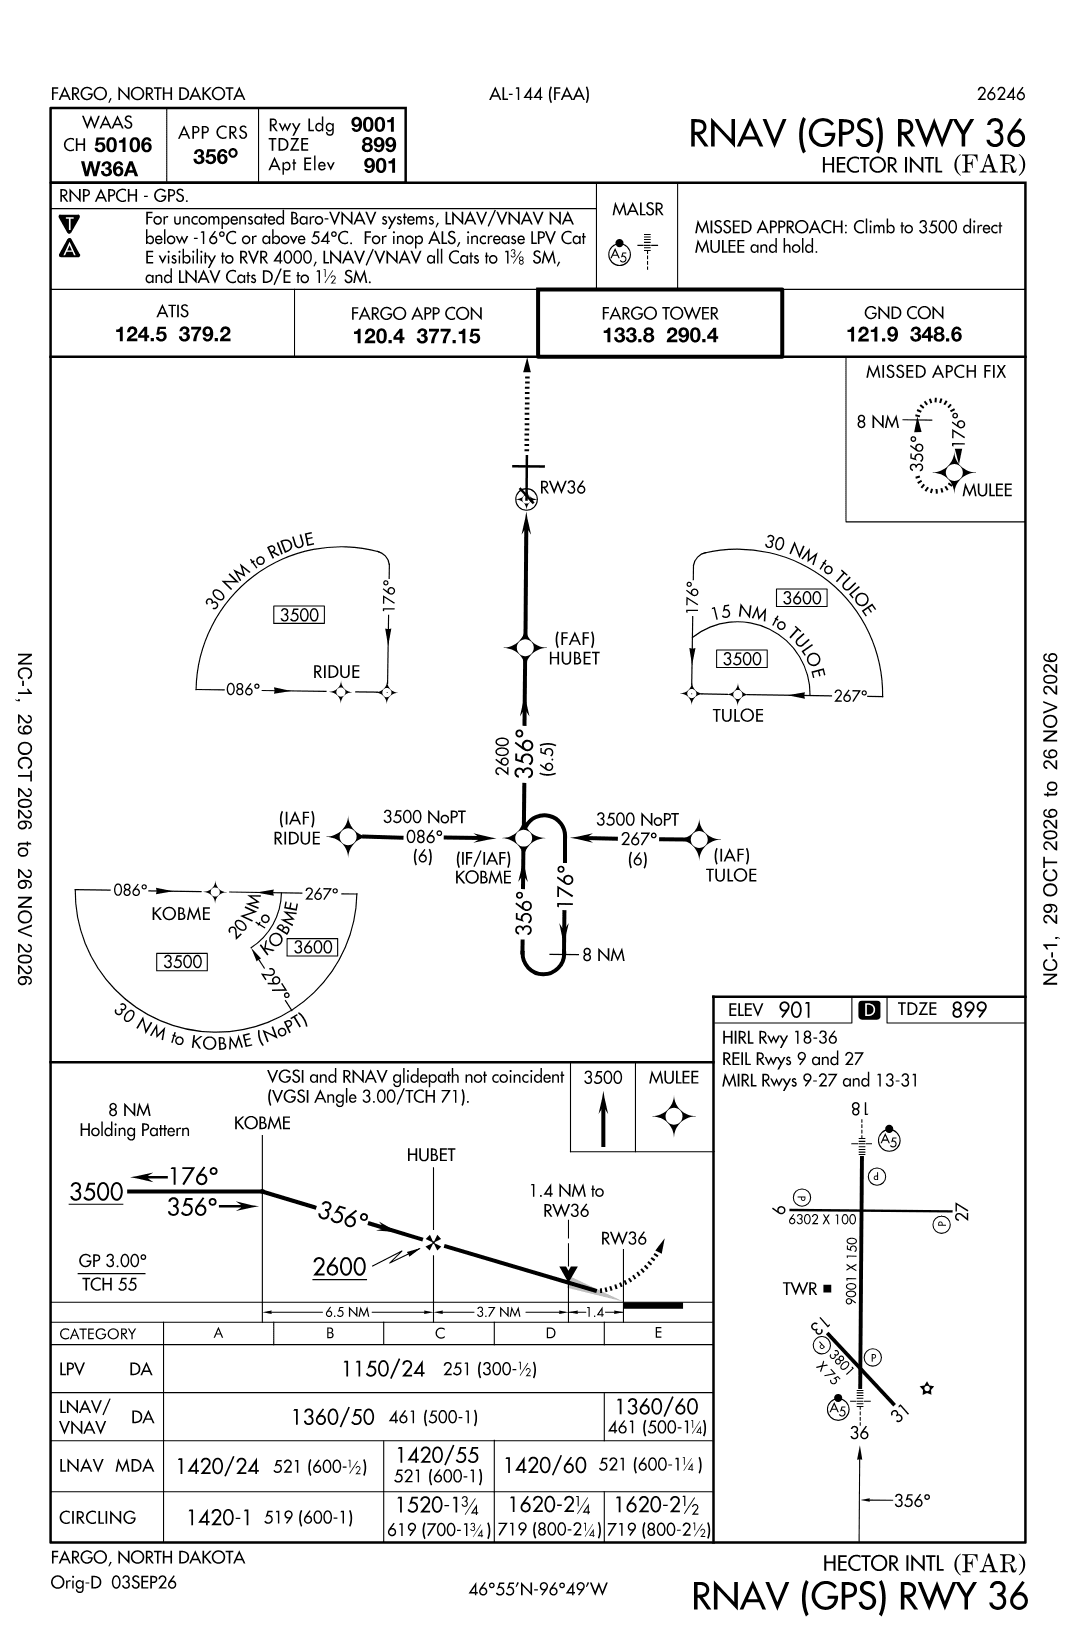 FARGO, NORTH DAKOTA
AL-144 (FAA)
26246
WAAS
CH 50106
W36A
APP CRS
356°
Rwy Ldg 9001
TDZE 899
Apt Elev 901
RNAV (GPS) RWY 36
HECTOR INTL (FAR)
RNP APCH - GPS.
T
A
For uncompensated Baro-VNAV systems, LNAV/VNAV NA
below -16°C or above 54°C. For inop ALS, increase LPV Cat
E visibility to RVR 4000, LNAV/VNAV all Cats to 1⅜ SM,
and LNAV Cats D/E to 1½ SM.
MALSR
A5
MISSED APPROACH: Climb to 3500 direct
MULEE and hold.
ATIS
124.5 379.2
FARGO APP CON
120.4 377.15
FARGO TOWER
133.8 290.4
GND CON
121.9 348.6
MISSED APCH FIX
8 NM
356°
176°
MULEE
RW36
30 NM to RIDUE
3500
176°
RIDUE
086°
30 NM to TULOE
3600
15 NM to TULOE
3500
176°
267°
TULOE
(FAF)
HUBET
2600
356°
(6.5)
(IAF)
RIDUE
3500 NoPT
086°
(6)
(IF/IAF)
KOBME
3500 NoPT
267°
(6)
(IAF)
TULOE
356°
176°
8 NM
086°
KOBME
267°
20 NM
to
KOBME
3500
3600
297°
30 NM to KOBME (NoPT)
NC-1, 29 OCT 2026 to 26 NOV 2026
NC-1, 29 OCT 2026 to 26 NOV 2026
VGSI and RNAV glidepath not coincident
(VGSI Angle 3.00/TCH 71).
3500
MULEE
8 NM
Holding Pattern
KOBME
HUBET
3500
176°
356°
356°
1.4 NM to
RW36
RW36
2600
GP 3.00°
TCH 55
6.5 NM
3.7 NM
1.4
ELEV 901
D
TDZE 899
HIRL Rwy 18-36
REIL Rwys 9 and 27
MIRL Rwys 9-27 and 13-31
18
A5
P
P
9
6302 X 100
27
P
9001 X 150
TWR
13
P
3801
X 75
P
A5
31
36
356°
CATEGORY A B C D E
LPV DA 1150/24 251 (300-½)
LNAV/
VNAV DA 1360/50 461 (500-1)
1360/60
461 (500-1¼)
LNAV MDA 1420/24 521 (600-½)
1420/55
521 (600-1)
1420/60 521 (600-1¼)
CIRCLING 1420-1 519 (600-1)
1520-1¾
619 (700-1¾)
1620-2¼
719 (800-2¼)
1620-2½
719 (800-2½)
FARGO, NORTH DAKOTA
Orig-D 03SEP26
46°55'N-96°49'W
HECTOR INTL (FAR)
RNAV (GPS) RWY 36